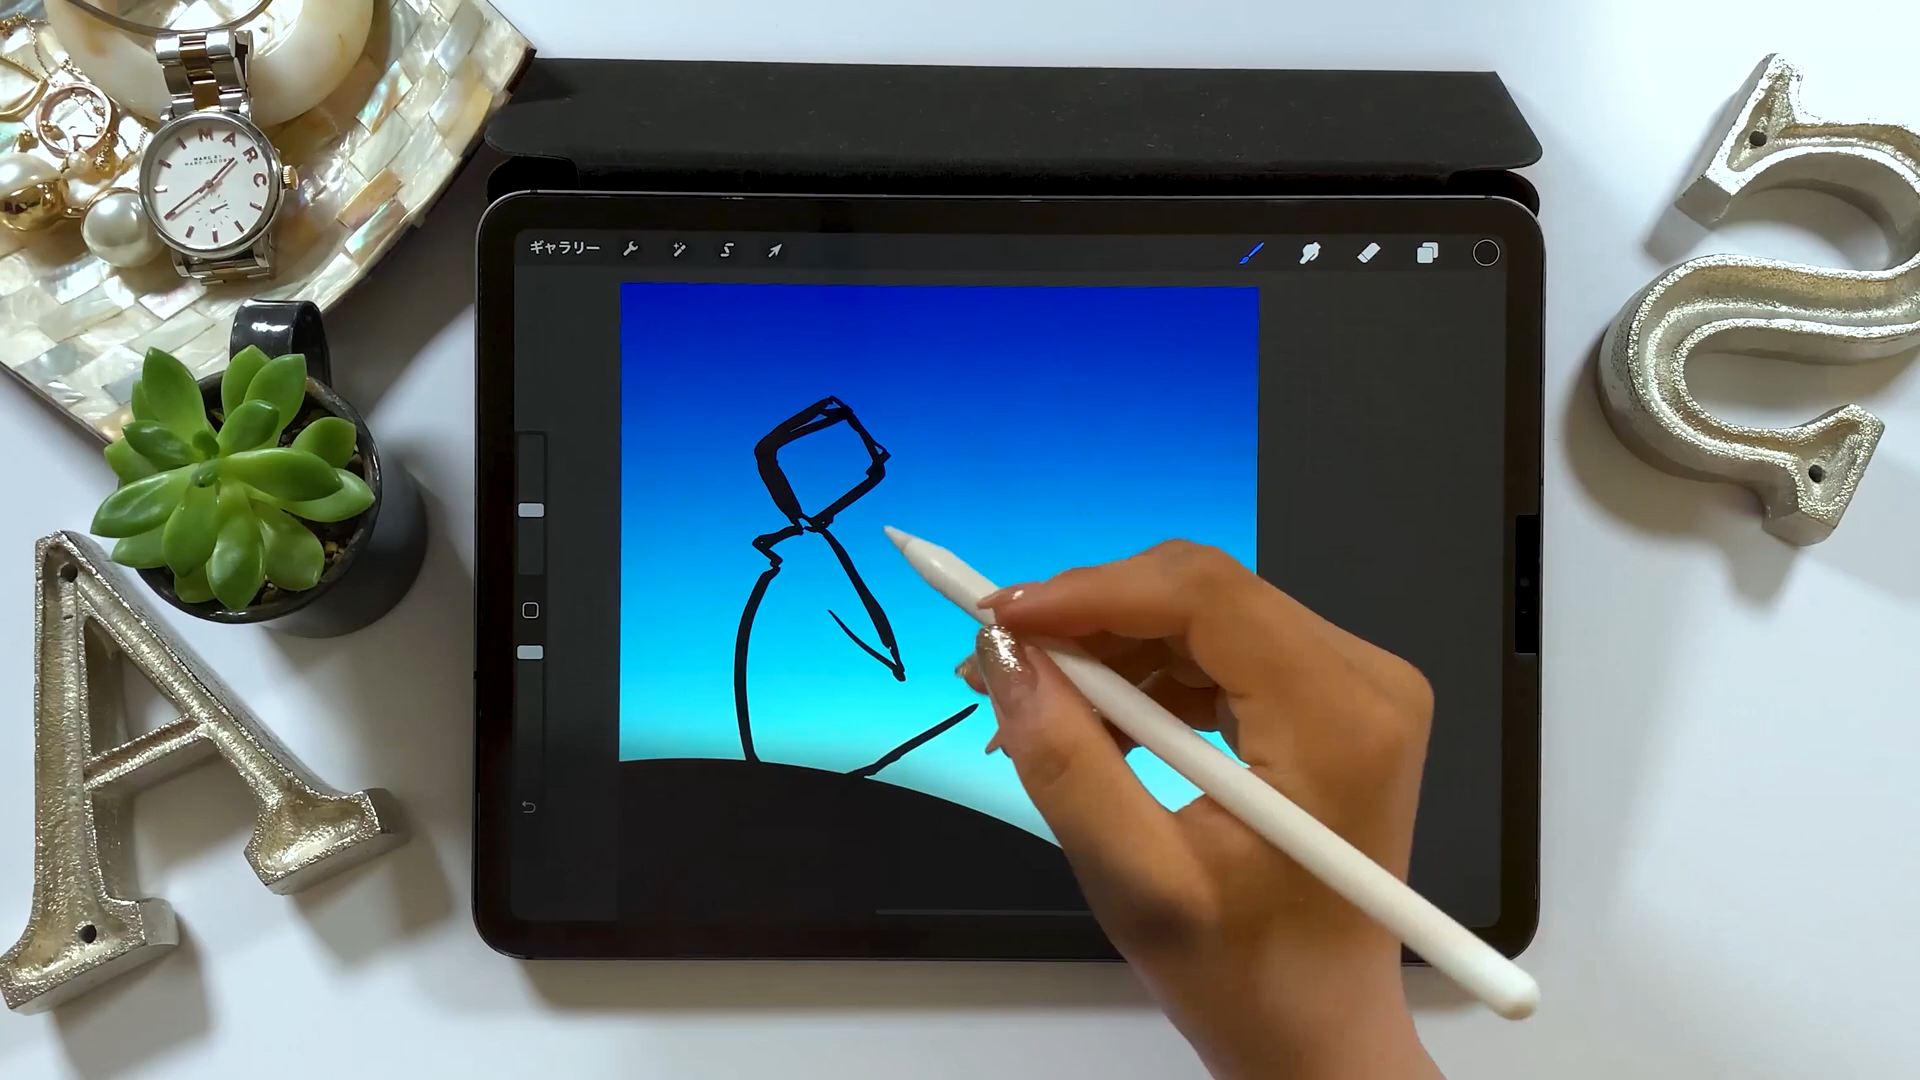 MARC
MARC BY
MARC JACOBS
ギャラリー
S
A